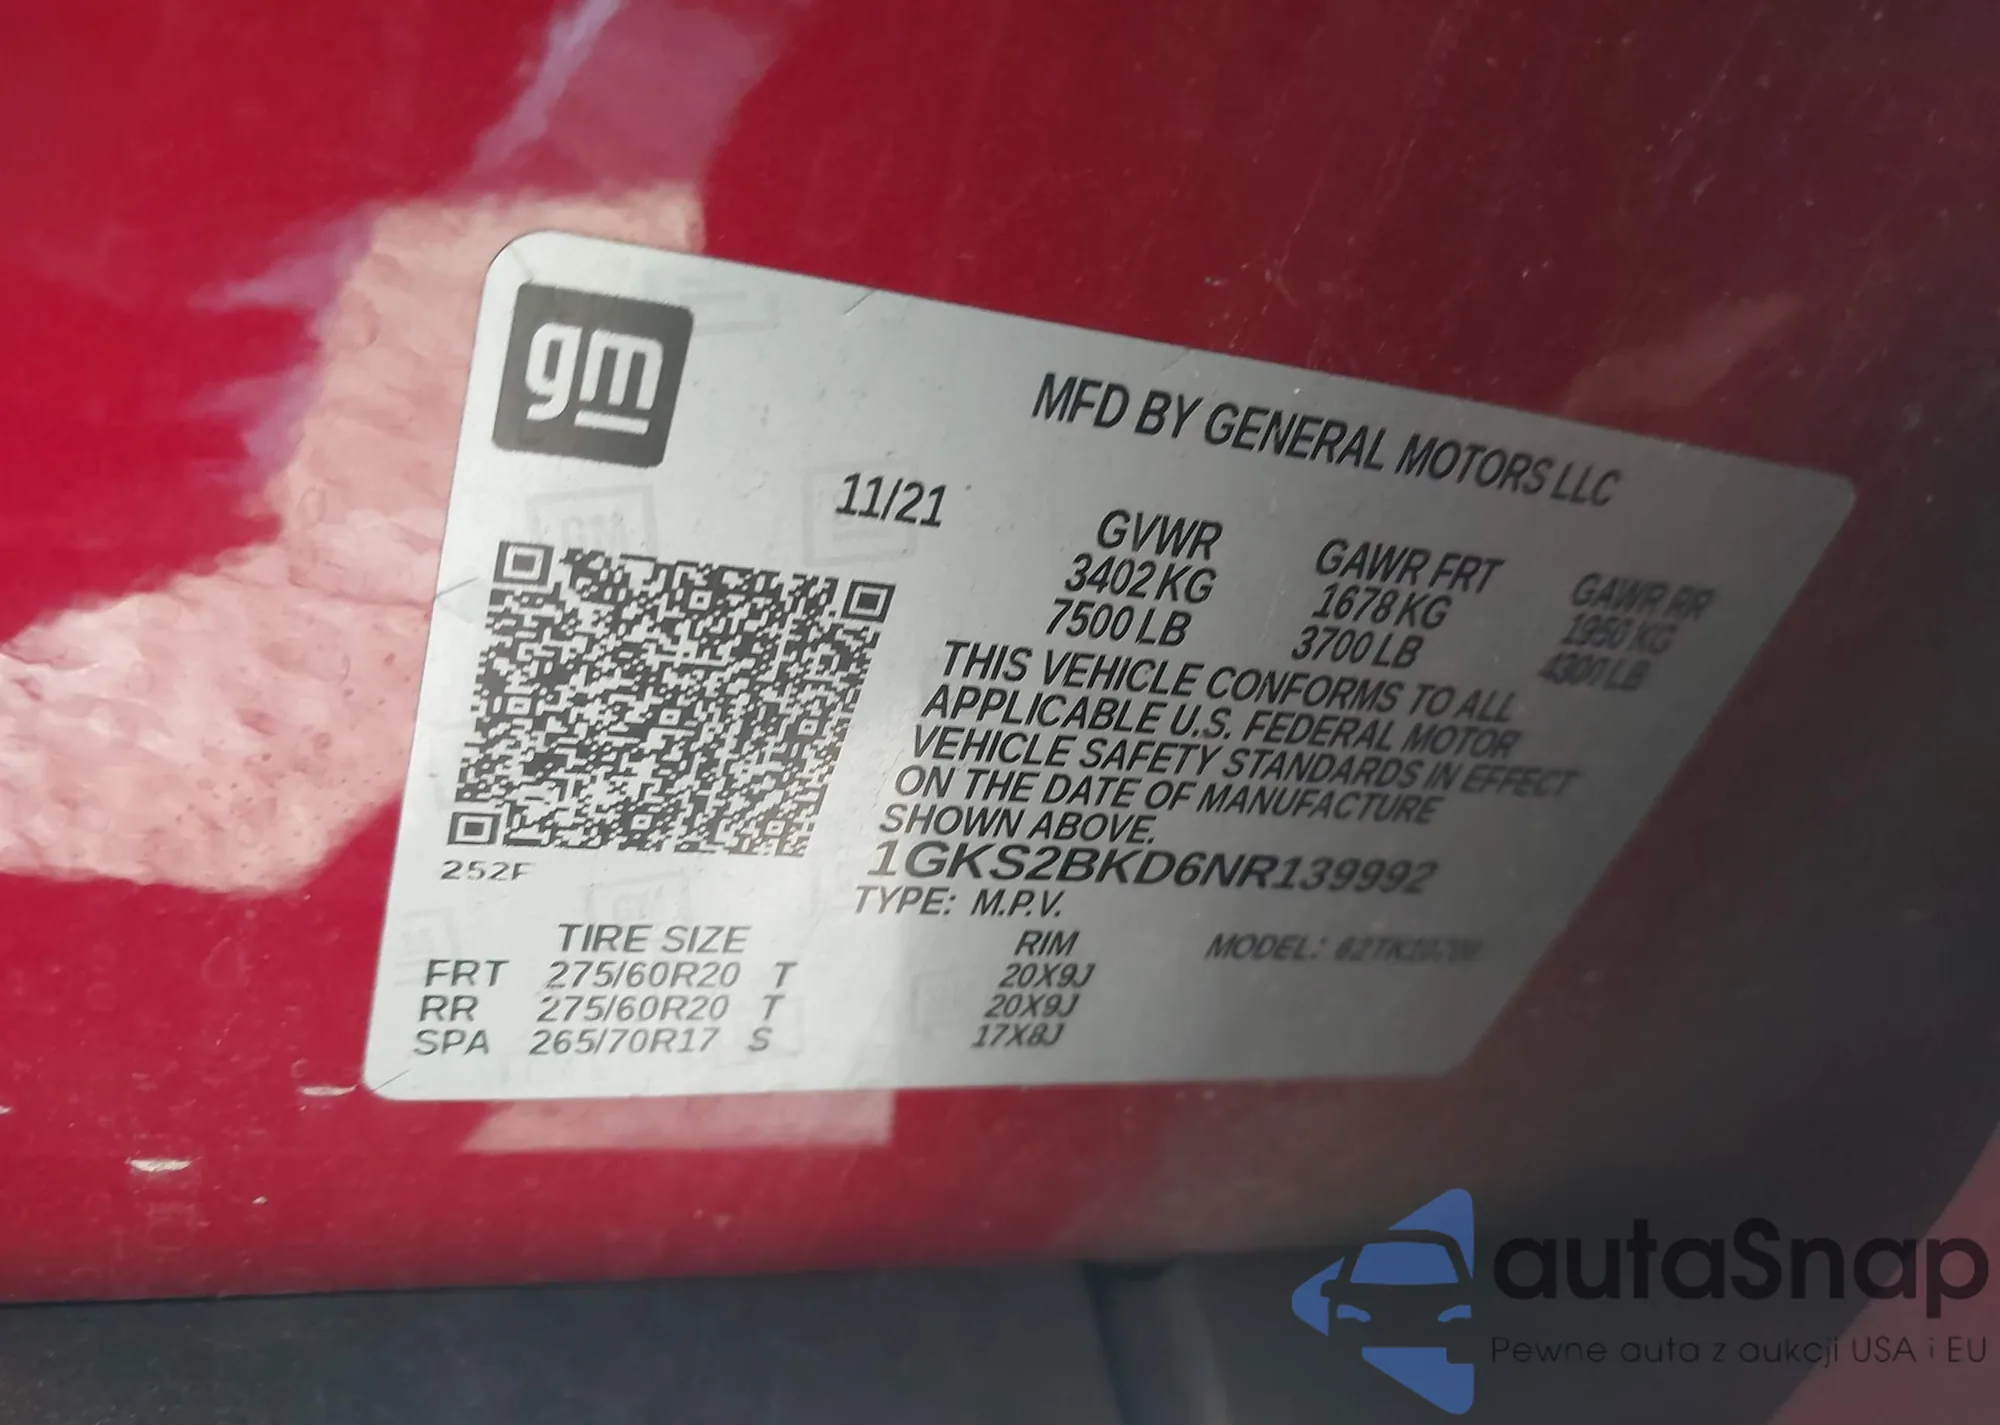 gm
MFD BY GENERAL MOTORS LLC
11/21
GVWR GAWR FRT GAWR RR
3402 KG 1678 KG 1950 KG
7500 LB 3700 LB 4300 LB
THIS VEHICLE CONFORMS TO ALL
APPLICABLE U.S. FEDERAL MOTOR
VEHICLE SAFETY STANDARDS IN EFFECT
ON THE DATE OF MANUFACTURE
SHOWN ABOVE.
252F
1GKS2BKD6NR139992
TYPE: M.P.V.
TIRE SIZE RIM MODEL:
FRT 275/60R20 T 20X9J
RR 275/60R20 T 20X9J
SPA 265/70R17 S 17X8J
autaSnap
Pewne auta z aukcji USA i EU